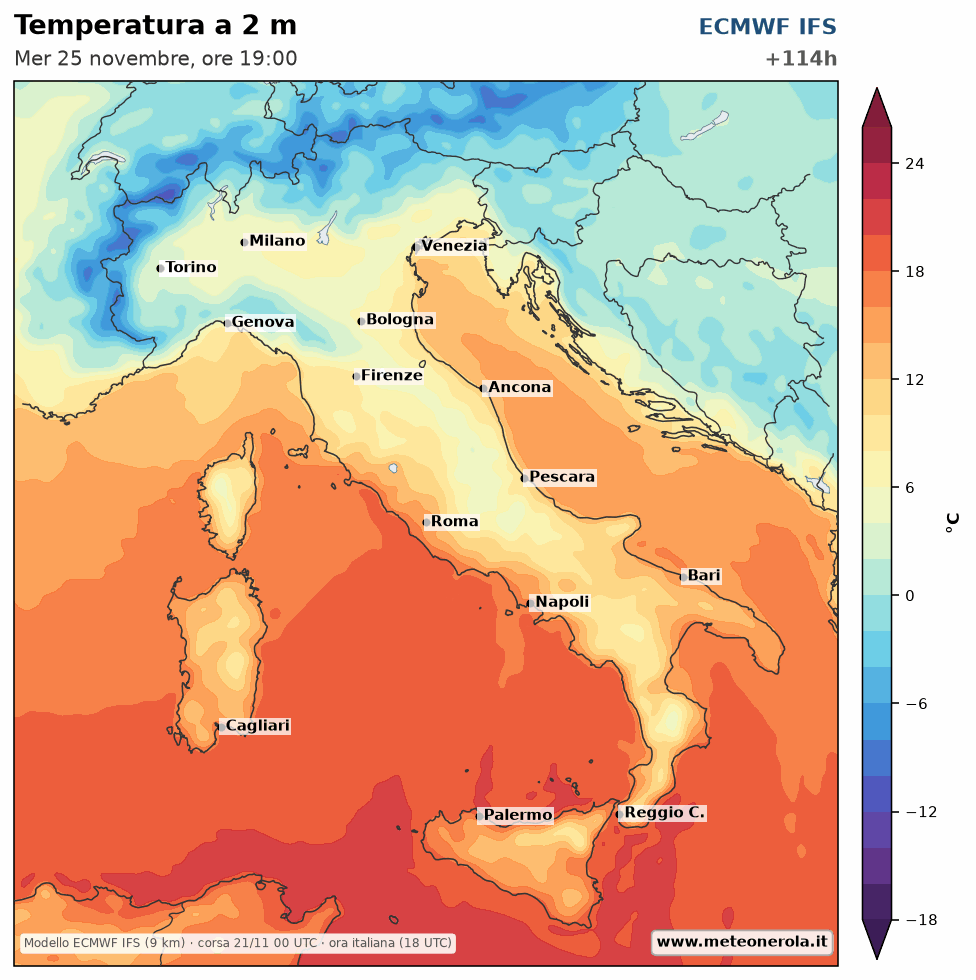 Temperatura a 2 m
ECMWF IFS
Mer 25 novembre, ore 19:00
+114h
24
18
12
6
0
−6
−12
−18
°C
Milano
Venezia
Torino
Genova
Bologna
Firenze
Ancona
Pescara
Roma
Bari
Napoli
Cagliari
Palermo
Reggio C.
Modello ECMWF IFS (9 km) · corsa 21/11 00 UTC · ora italiana (18 UTC)
www.meteonerola.it